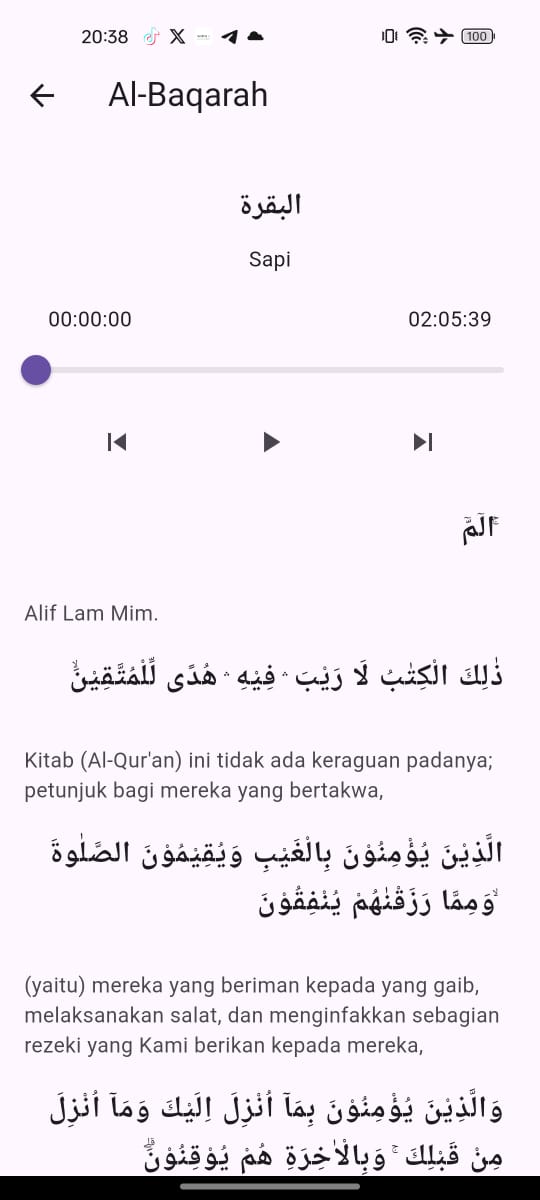 20:38
100
Al-Baqarah
البقرة
Sapi
00:00:00 02:05:39
الۤمّۤ ۚ
Alif Lam Mim.
ذٰلِكَ الْكِتٰبُ لَا رَيْبَ ۛ فِيْهِ ۛ هُدًى لِّلْمُتَّقِيْنَۙ
Kitab (Al-Qur'an) ini tidak ada keraguan padanya;
petunjuk bagi mereka yang bertakwa,
الَّذِيْنَ يُؤْمِنُوْنَ بِالْغَيْبِ وَيُقِيْمُوْنَ الصَّلٰوةَ
وَمِمَّا رَزَقْنٰهُمْ يُنْفِقُوْنَ ۙ
(yaitu) mereka yang beriman kepada yang gaib,
melaksanakan salat, dan menginfakkan sebagian
rezeki yang Kami berikan kepada mereka,
وَالَّذِيْنَ يُؤْمِنُوْنَ بِمَآ اُنْزِلَ اِلَيْكَ وَمَآ اُنْزِلَ
مِنْ قَبْلِكَ ۚ وَبِالْاٰخِرَةِ هُمْ يُوْقِنُوْنَۗ